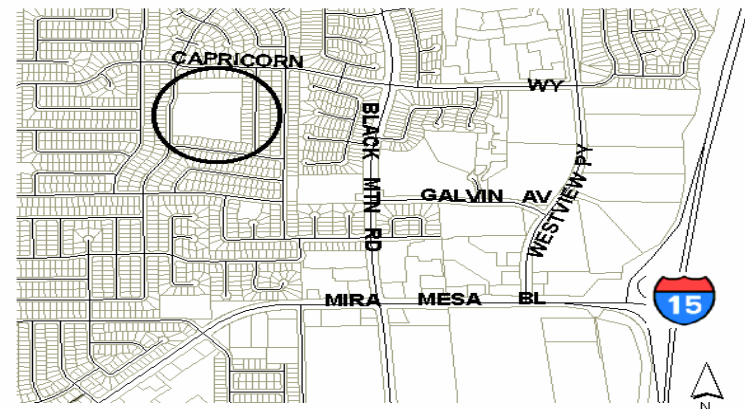 CAPRICORN
WY
BLACK MTN RD
GALVIN AV
WESTVIEW PY
MIRA MESA BL
15
N